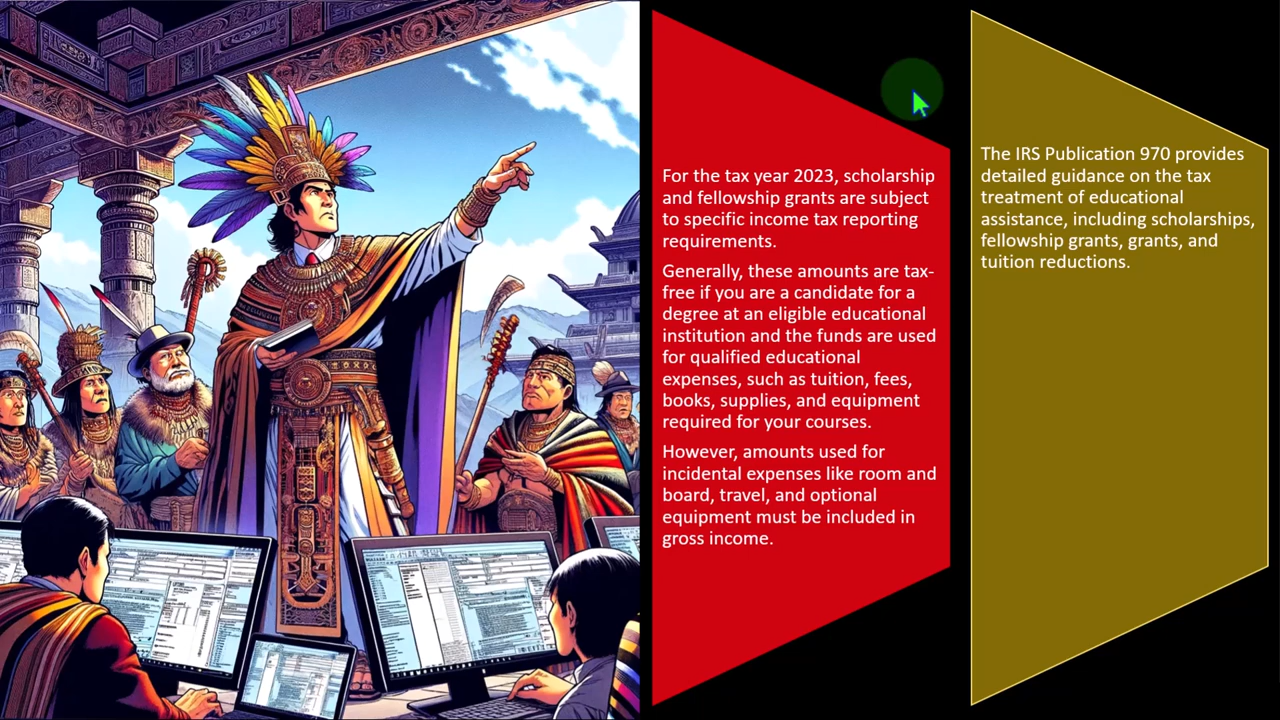 For the tax year 2023, scholarship
and fellowship grants are subject
to specific income tax reporting
requirements.
Generally, these amounts are tax-
free if you are a candidate for a
degree at an eligible educational
institution and the funds are used
for qualified educational
expenses, such as tuition, fees,
books, supplies, and equipment
required for your courses.
However, amounts used for
incidental expenses like room and
board, travel, and optional
equipment must be included in
gross income.
The IRS Publication 970 provides
detailed guidance on the tax
treatment of educational
assistance, including scholarships,
fellowship grants, grants, and
tuition reductions.